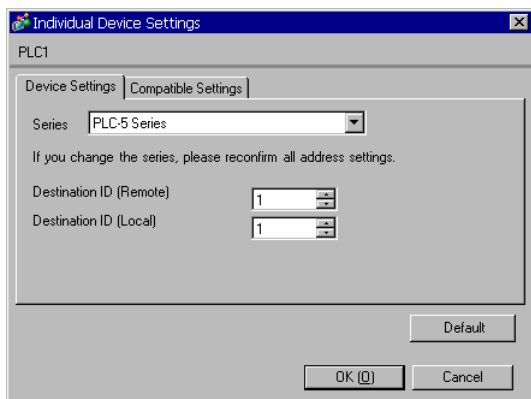 Individual Device Settings
PLC1
Device Settings
Compatible Settings
Series
PLC-5 Series
If you change the series, please reconfirm all address settings.
Destination ID (Remote)
1
Destination ID (Local)
1
Default
OK (O)
Cancel